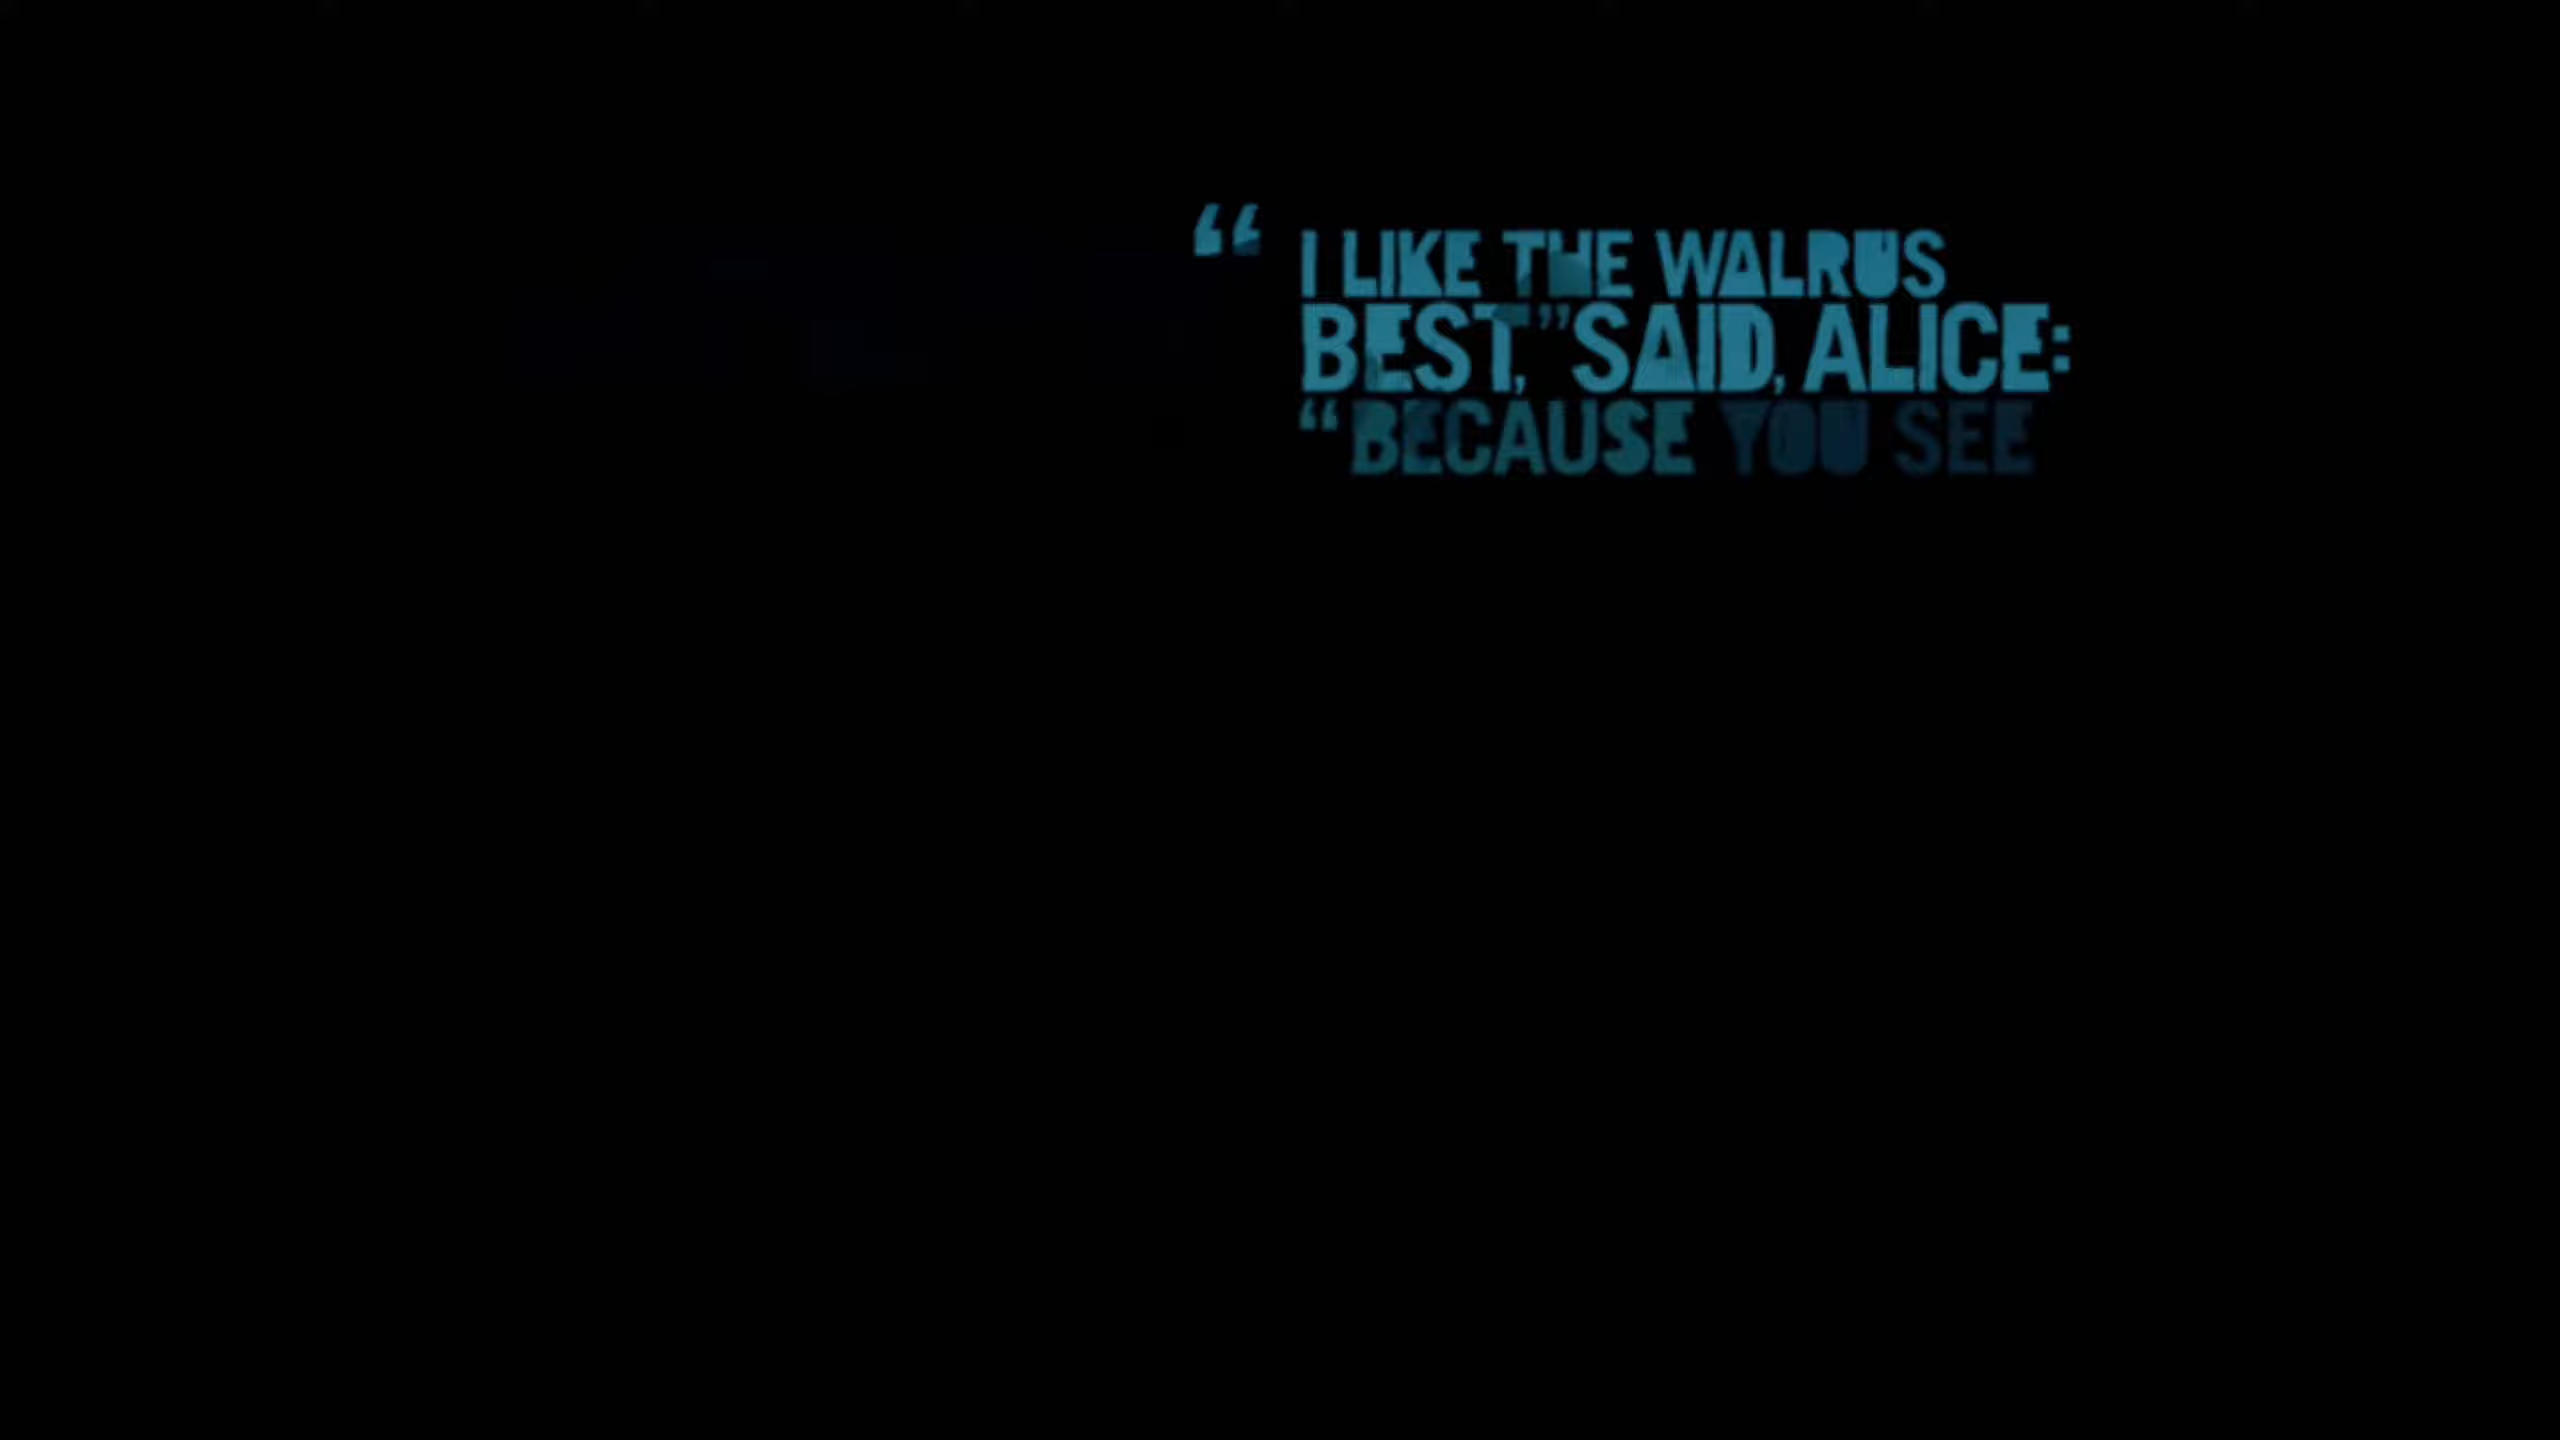 “ I LIKE THE WALRUS
BEST,” SAID, ALICE:
“BECAUSE YOU SEE